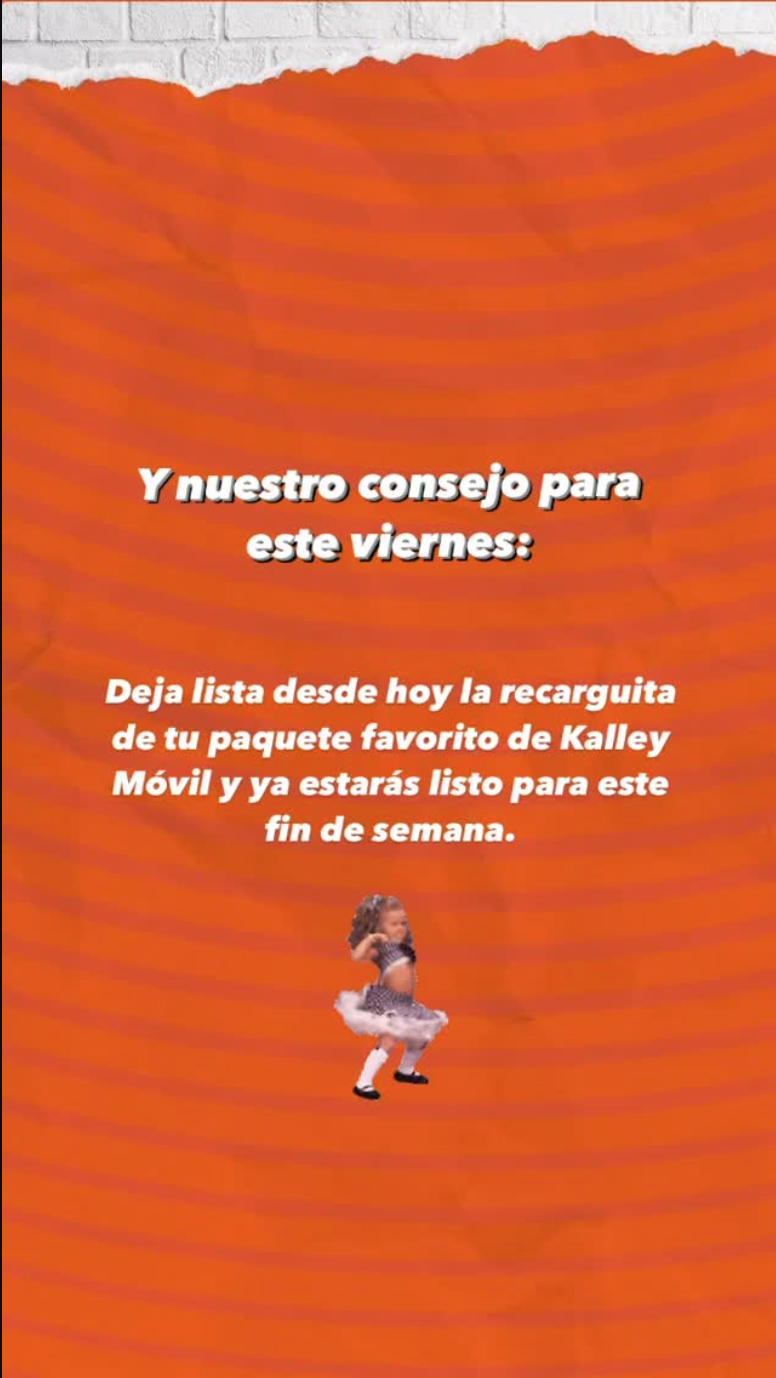 Y nuestro consejo para
este viernes:
Deja lista desde hoy la recarguita
de tu paquete favorito de Kalley
Móvil y ya estarás listo para este
fin de semana.